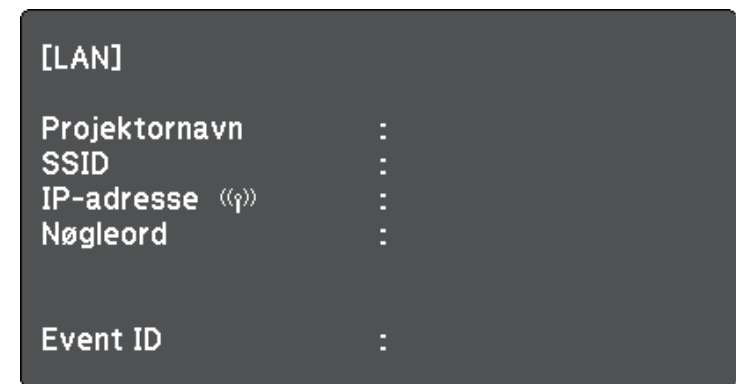 [LAN]
Projektornavn :
SSID :
IP-adresse :
Nøgleord :
Event ID :